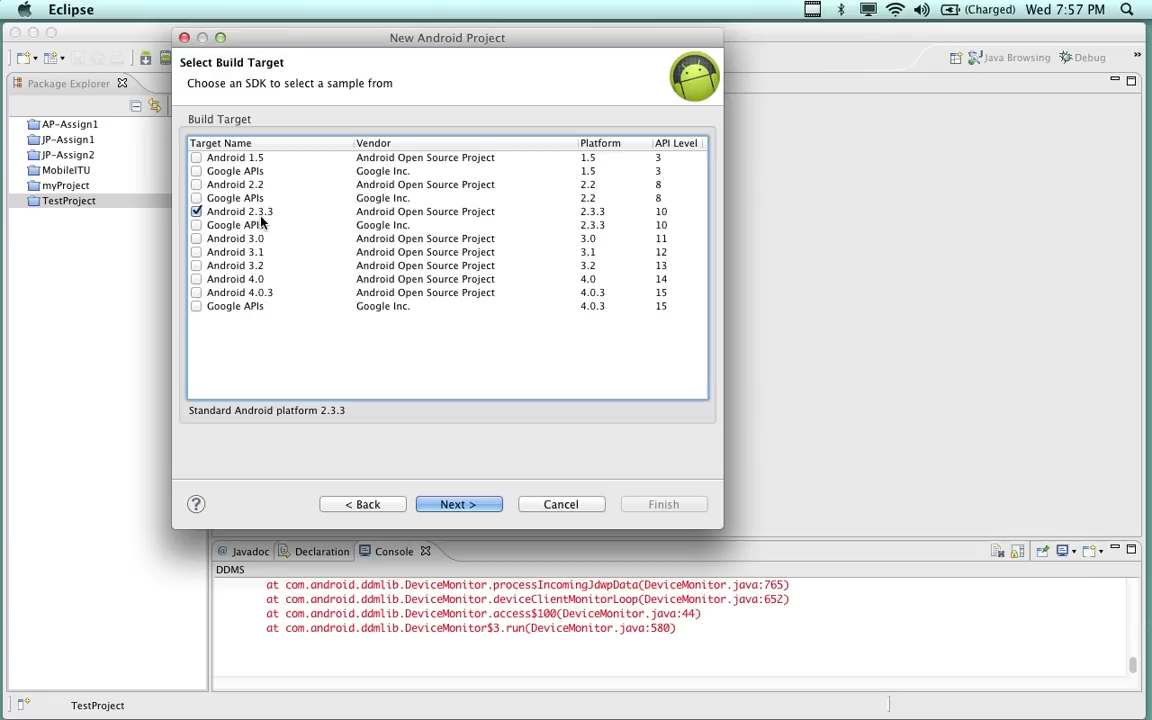 Eclipse
(Charged) Wed 7:57 PM
New Android Project
Select Build Target
Choose an SDK to select a sample from
Java Browsing
Debug
Package Explorer
AP-Assign1
JP-Assign1
JP-Assign2
MobileITU
myProject
TestProject
Build Target
Target Name Vendor Platform API Level
Android 1.5 Android Open Source Project 1.5 3
Google APIs Google Inc. 1.5 3
Android 2.2 Android Open Source Project 2.2 8
Google APIs Google Inc. 2.2 8
Android 2.3.3 Android Open Source Project 2.3.3 10
Google APIs Google Inc. 2.3.3 10
Android 3.0 Android Open Source Project 3.0 11
Android 3.1 Android Open Source Project 3.1 12
Android 3.2 Android Open Source Project 3.2 13
Android 4.0 Android Open Source Project 4.0 14
Android 4.0.3 Android Open Source Project 4.0.3 15
Google APIs Google Inc. 4.0.3 15
Standard Android platform 2.3.3
? < Back Next > Cancel Finish
@ Javadoc Declaration Console
DDMS
at com.android.ddmlib.DeviceMonitor.processIncomingJdwpData(DeviceMonitor.java:765)
at com.android.ddmlib.DeviceMonitor.deviceClientMonitorLoop(DeviceMonitor.java:652)
at com.android.ddmlib.DeviceMonitor.access$100(DeviceMonitor.java:44)
at com.android.ddmlib.DeviceMonitor$3.run(DeviceMonitor.java:580)
TestProject